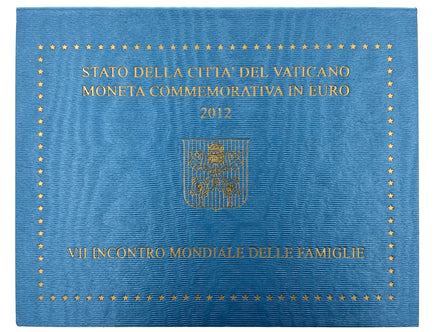 STATO DELLA CITTA' DEL VATICANO
MONETA COMMEMORATIVA IN EURO
2012
VII INCONTRO MONDIALE DELLE FAMIGLIE